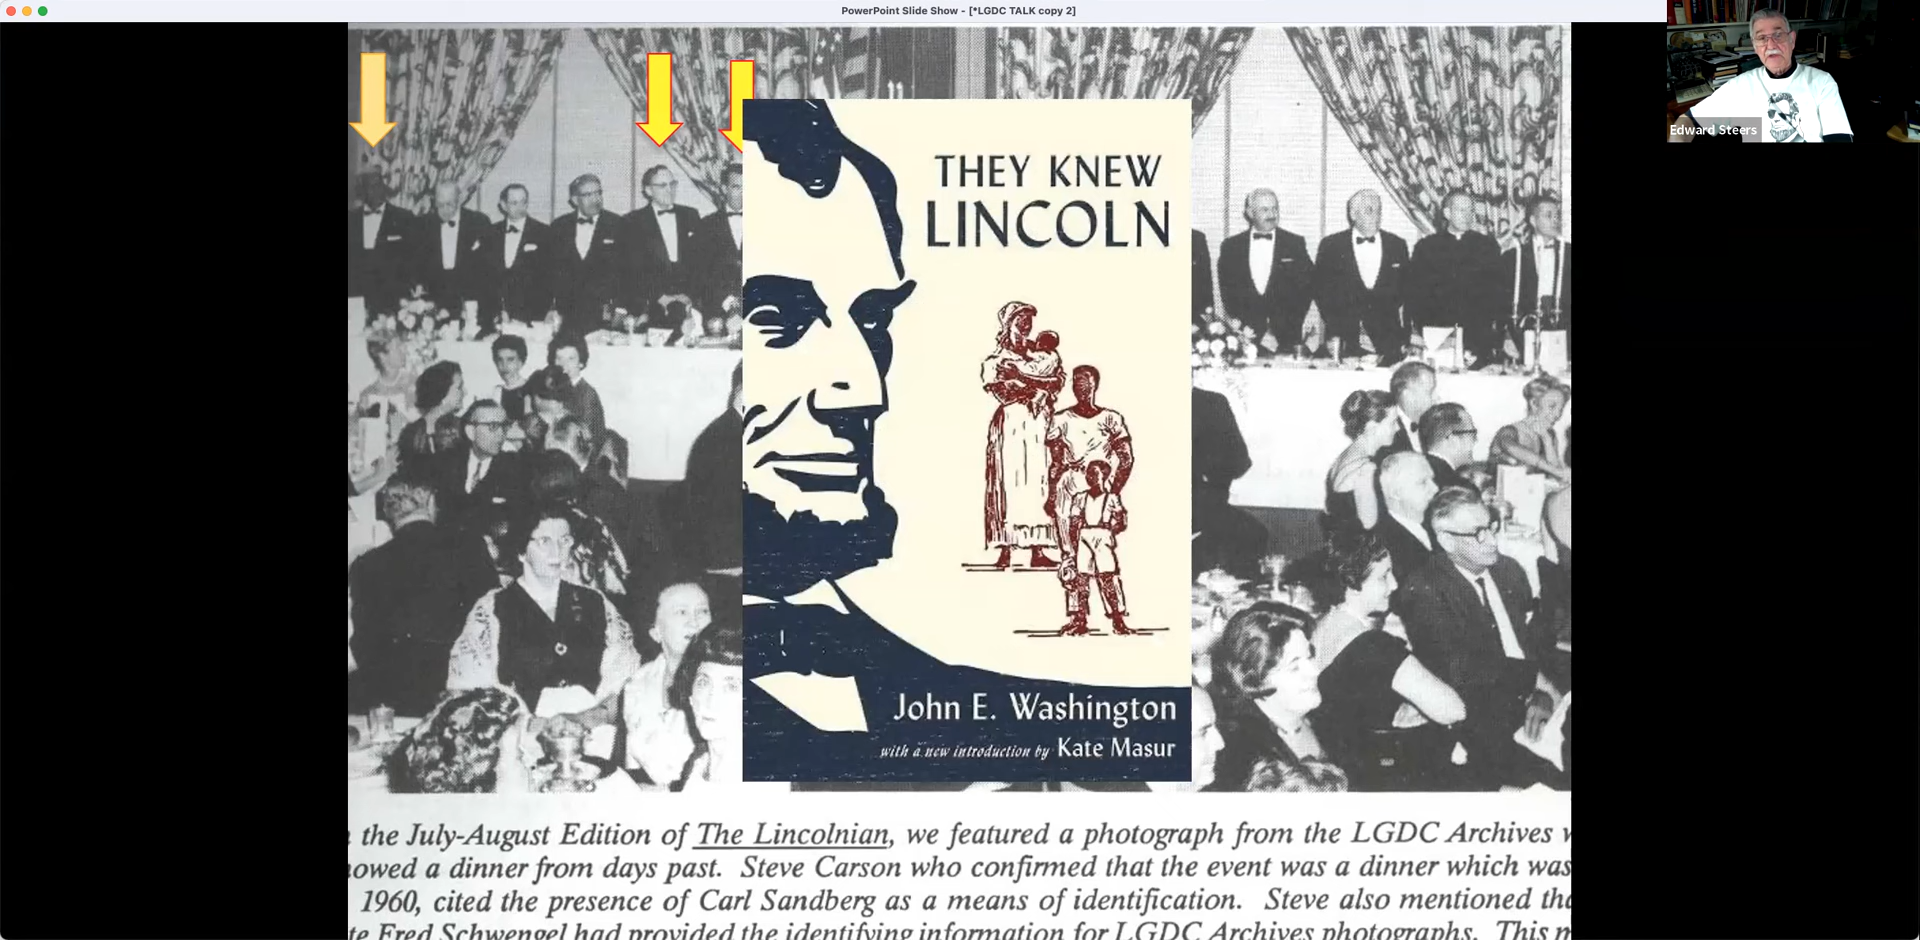 PowerPoint Slide Show - [*LGDC TALK copy 2]
Edward Steers
THEY KNEW
LINCOLN
John E. Washington
with a new introduction by Kate Masur
the July-August Edition of The Lincolnian, we featured a photograph from the LGDC Archives
owed a dinner from days past. Steve Carson who confirmed that the event was a dinner which was
1960, cited the presence of Carl Sandberg as a means of identification. Steve also mentioned
te Fred Schwengel had provided the identifying information for LGDC Archives photographs. This